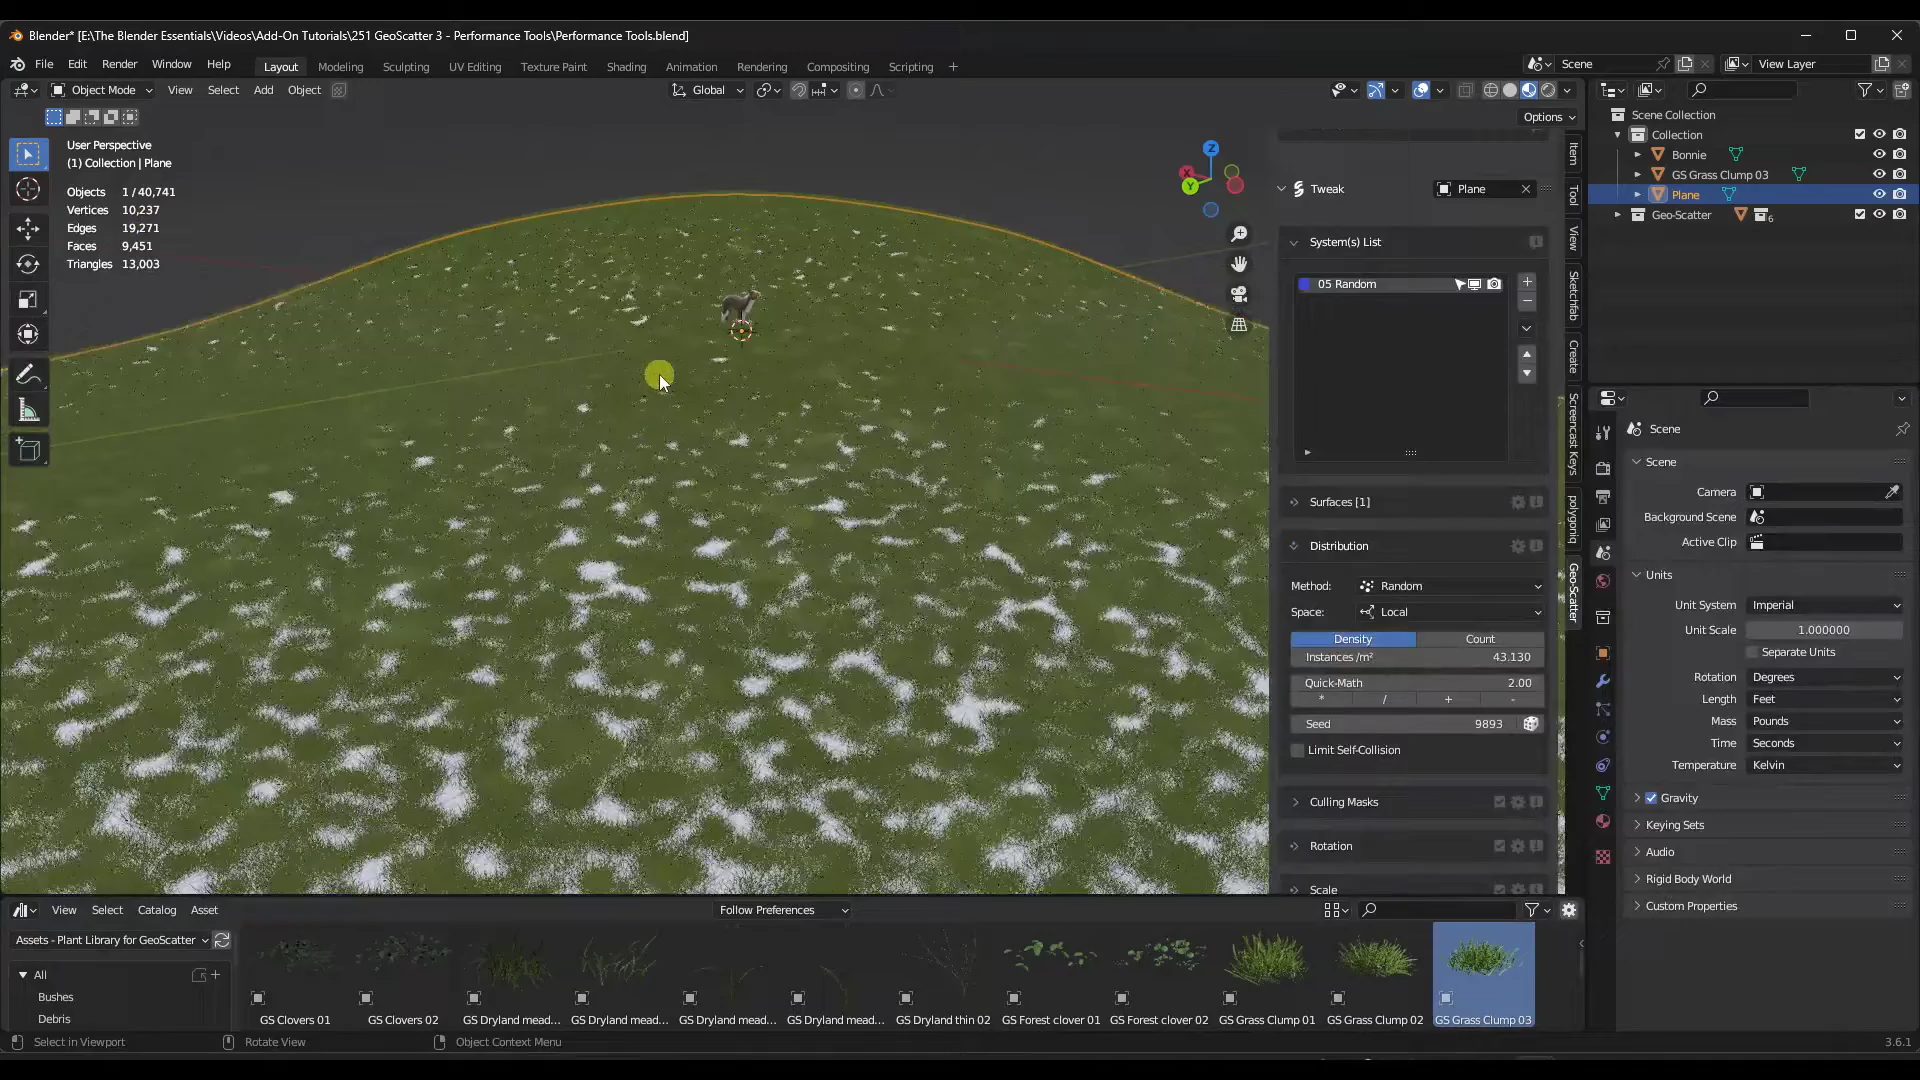 Blender* [E:\The Blender Essentials\Videos\Add-On Tutorials\251 GeoScatter 3 - Performance Tools\Performance Tools.blend]
File Edit Render Window Help Layout Modeling Sculpting UV Editing Texture Paint Shading Animation Rendering Compositing Scripting + Scene View Layer
Object Mode View Select Add Object Global
Options
User Perspective
(1) Collection | Plane
Objects 1 / 40,741
Vertices 10,237
Edges 19,271
Faces 9,451
Triangles 13,003
Z
X
Y
Tweak Plane
System(s) List
05 Random
Surfaces [1]
Distribution
Method: Random
Space: Local
Density Count
Instances /m² 43.130
Quick-Math 2.00
* / + -
Seed 9893
Limit Self-Collision
Culling Masks
Rotation
Scale
Item
Tool
View
Sketchfab
Create
Screencast Keys
polygoniq
Geo-Scatter
Scene Collection
Collection
Bonnie
GS Grass Clump 03
Plane
Geo-Scatter 6
Scene
Scene
Camera
Background Scene
Active Clip
Units
Unit System Imperial
Unit Scale 1.000000
Separate Units
Rotation Degrees
Length Feet
Mass Pounds
Time Seconds
Temperature Kelvin
Gravity
Keying Sets
Audio
Rigid Body World
Custom Properties
View Select Catalog Asset Follow Preferences
Assets - Plant Library for GeoScatter
All
Bushes
Debris
GS Clovers 01 GS Clovers 02 GS Dryland mead... GS Dryland mead... GS Dryland mead... GS Dryland mead... GS Dryland thin 02 GS Forest clover 01 GS Forest clover 02 GS Grass Clump 01 GS Grass Clump 02 GS Grass Clump 03
Select in Viewport Rotate View Object Context Menu 3.6.1